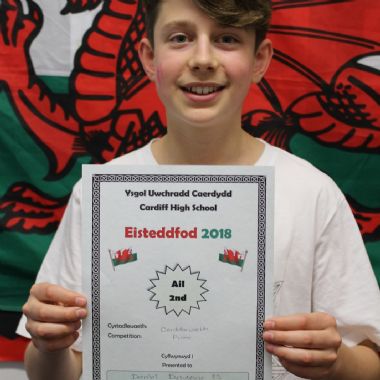 Ysgol Uwchradd Caerdydd
Cardiff High School
Eisteddfod 2018
Ail
2nd
Cystadleuaeth
Competition:
Cyflwynwyd i
Presented to